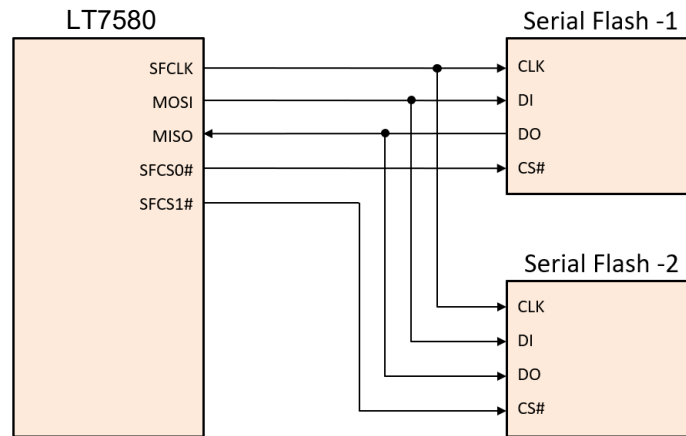 LT7580
SFCLK
MOSI
MISO
SFCS0#
SFCS1#
Serial Flash -1
CLK
DI
DO
CS#
Serial Flash -2
CLK
DI
DO
CS#